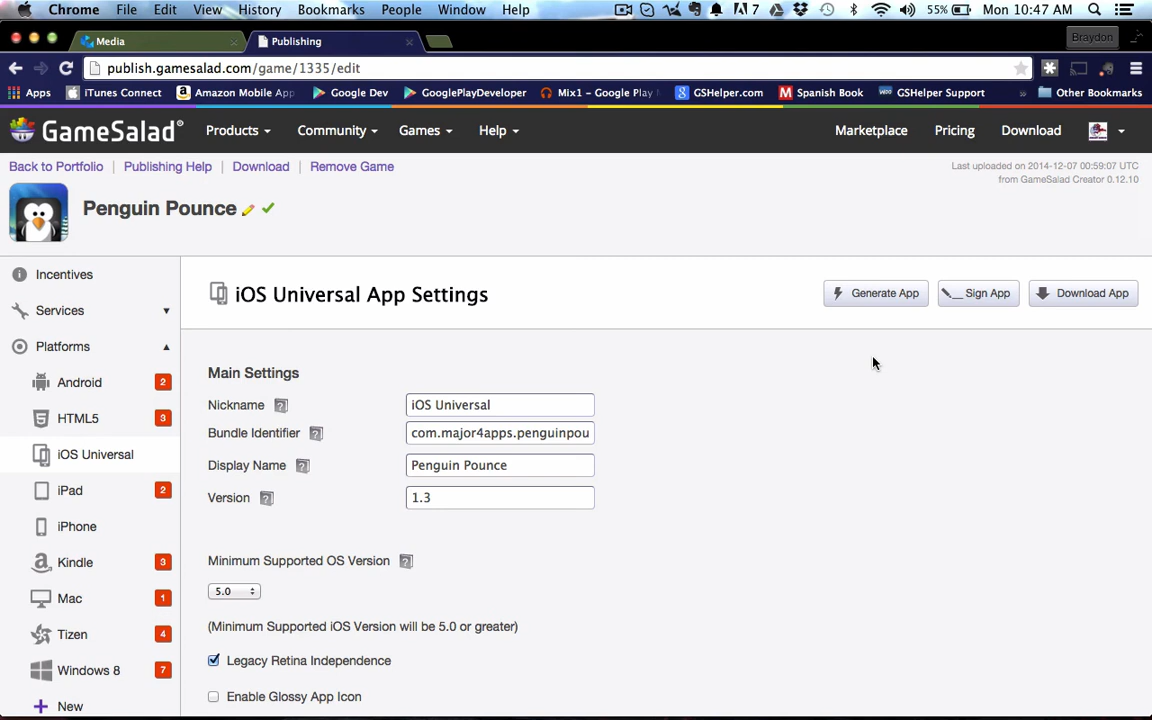 Chrome File Edit View History Bookmarks People Window Help 7 55% Mon 10:47 AM
Media Publishing Braydon
publish.gamesalad.com/game/1335/edit
Apps iTunes Connect Amazon Mobile App Google Dev GooglePlayDeveloper Mix1 - Google Play GSHelper.com Spanish Book GSHelper Support » Other Bookmarks
GameSalad® Products Community Games Help Marketplace Pricing Download
Back to Portfolio | Publishing Help | Download | Remove Game
Last uploaded on 2014-12-07 00:59:07 UTC
from GameSalad Creator 0.12.10
Penguin Pounce
Incentives
Services
Platforms
Android 2
HTML5 3
iOS Universal
iPad 2
iPhone
Kindle 3
Mac 1
Tizen 4
Windows 8 7
New
iOS Universal App Settings
Generate App Sign App Download App
Main Settings
Nickname ? iOS Universal
Bundle Identifier ? com.major4apps.penguinpou
Display Name ? Penguin Pounce
Version ? 1.3
Minimum Supported OS Version ?
5.0
(Minimum Supported iOS Version will be 5.0 or greater)
Legacy Retina Independence
Enable Glossy App Icon